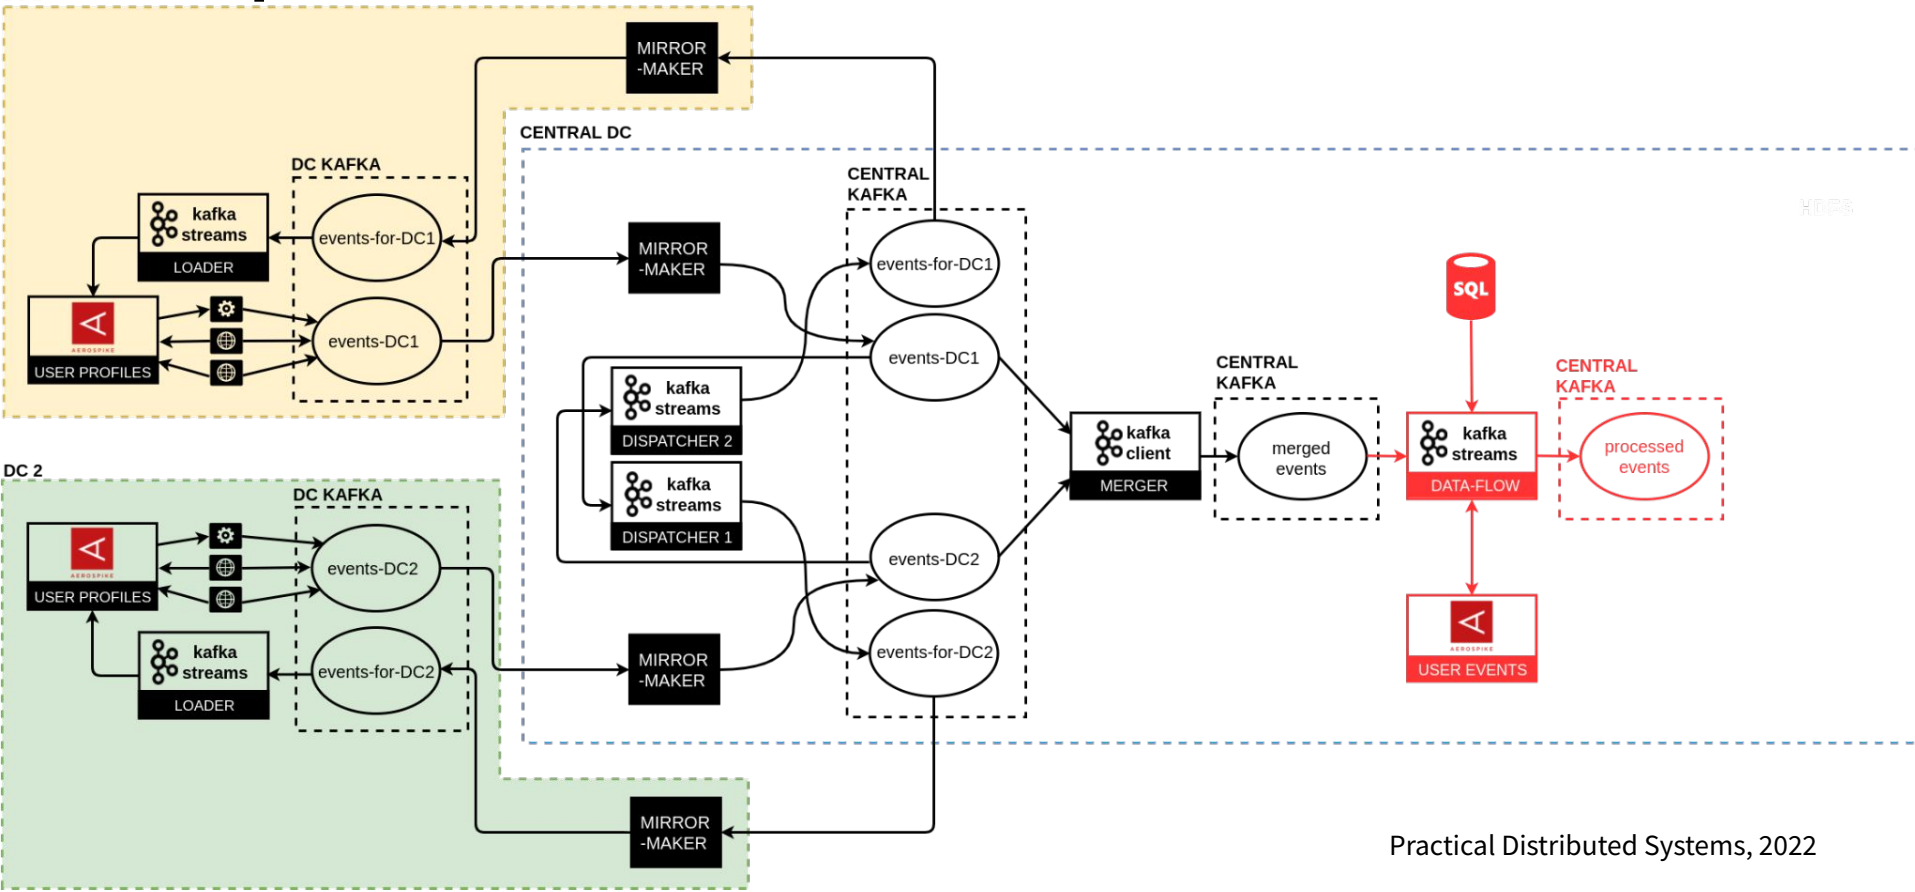 MIRROR
-MAKER
CENTRAL DC
DC KAFKA
CENTRAL
KAFKA
kafka
streams
LOADER
events-for-DC1
MIRROR
-MAKER
events-for-DC1
HDFS
SQL
AEROSPIKE
USER PROFILES
events-DC1
events-DC1
kafka
streams
DISPATCHER 2
CENTRAL
KAFKA
CENTRAL
KAFKA
kafka
client
MERGER
merged
events
kafka
streams
DATA-FLOW
processed
events
DC 2
DC KAFKA
kafka
streams
DISPATCHER 1
AEROSPIKE
USER PROFILES
events-DC2
events-DC2
kafka
streams
LOADER
events-for-DC2
MIRROR
-MAKER
events-for-DC2
AEROSPIKE
USER EVENTS
MIRROR
-MAKER
Practical Distributed Systems, 2022